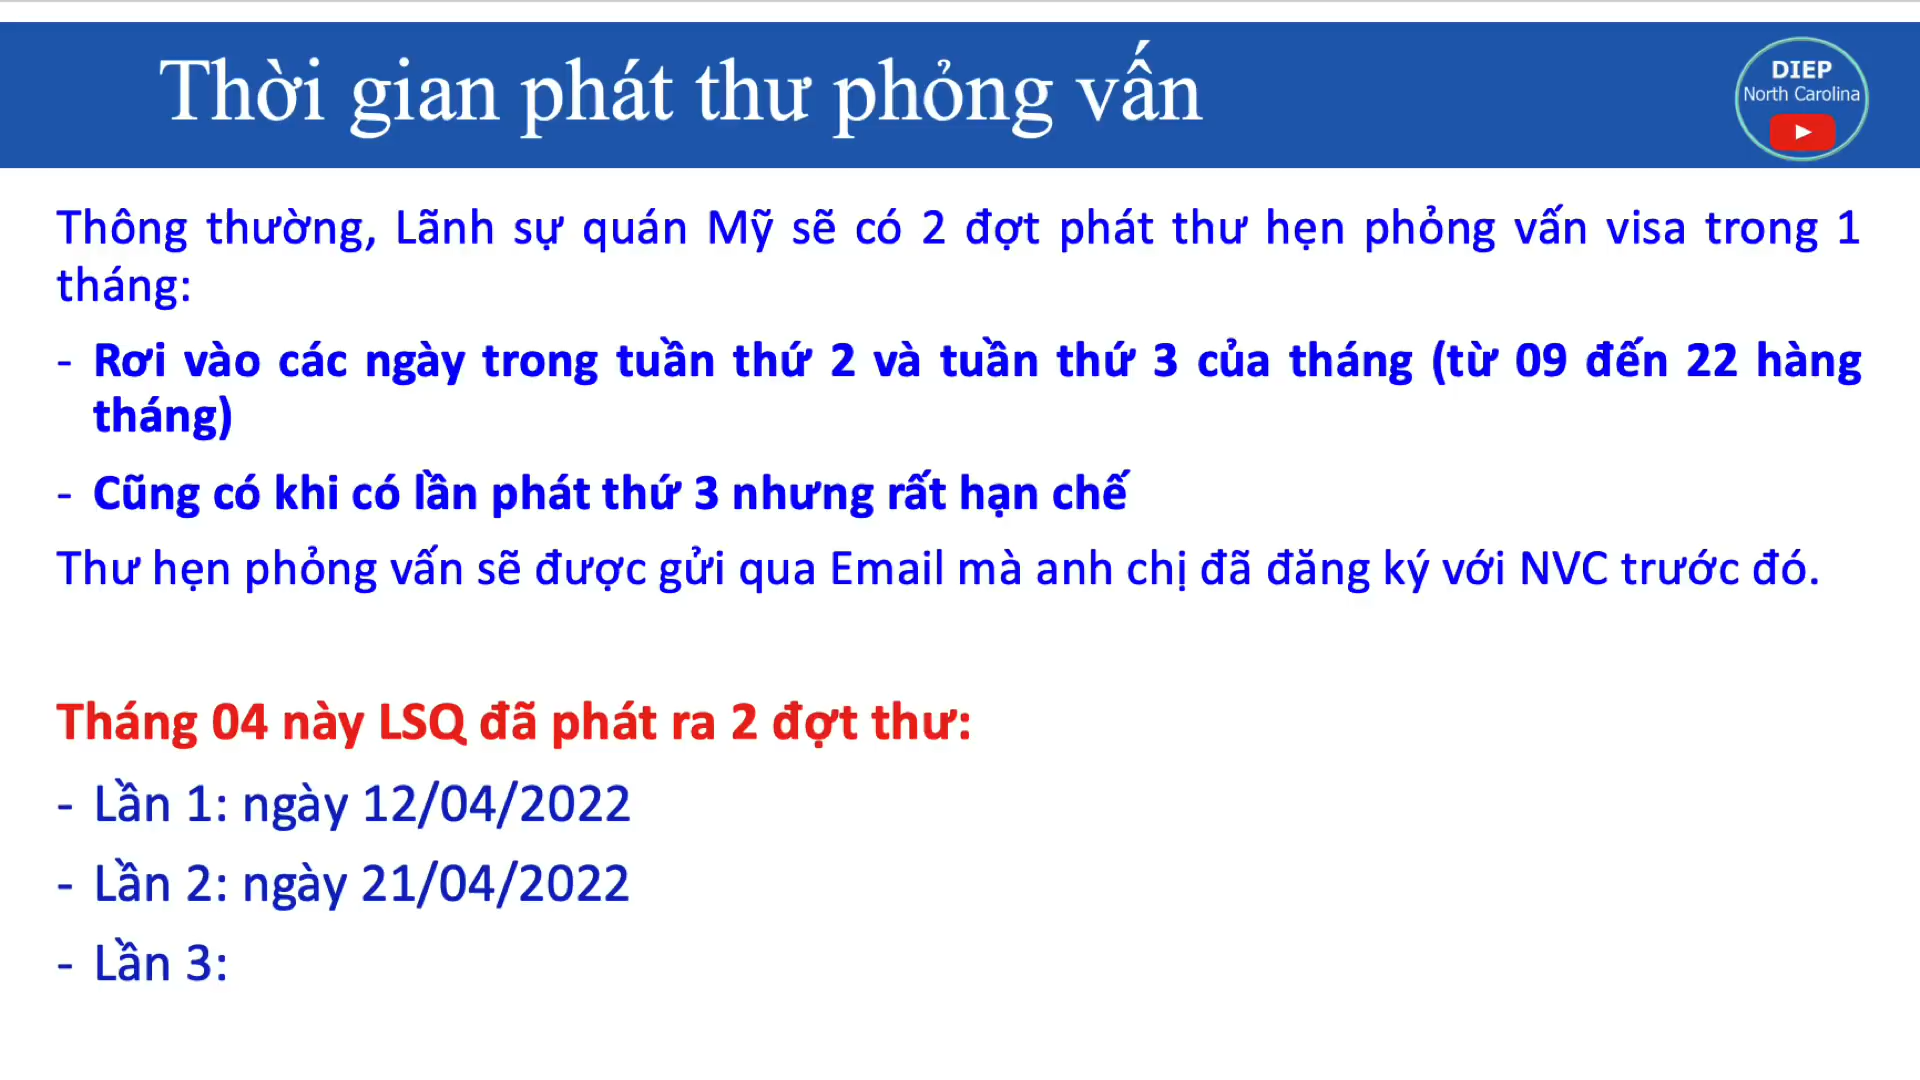 Thời gian phát thư phỏng vấn
DIEP
North Carolina
Thông thường, Lãnh sự quán Mỹ sẽ có 2 đợt phát thư hẹn phỏng vấn visa trong 1
tháng:
- Rơi vào các ngày trong tuần thứ 2 và tuần thứ 3 của tháng (từ 09 đến 22 hàng
tháng)
- Cũng có khi có lần phát thứ 3 nhưng rất hạn chế
Thư hẹn phỏng vấn sẽ được gửi qua Email mà anh chị đã đăng ký với NVC trước đó.
Tháng 04 này LSQ đã phát ra 2 đợt thư:
- Lần 1: ngày 12/04/2022
- Lần 2: ngày 21/04/2022
- Lần 3: